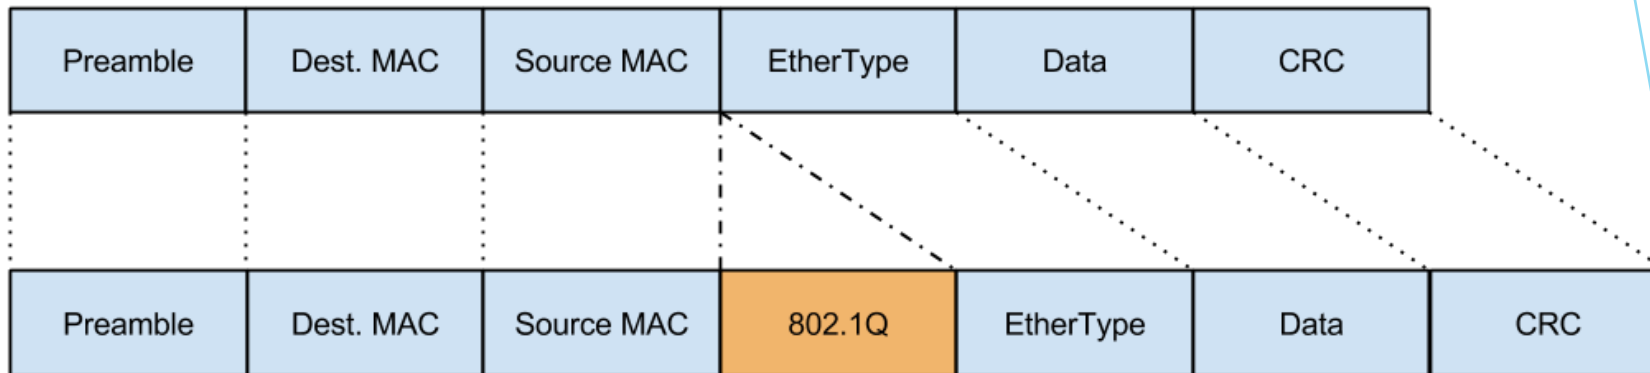 Preamble Dest. MAC Source MAC EtherType Data CRC
Preamble Dest. MAC Source MAC 802.1Q EtherType Data CRC